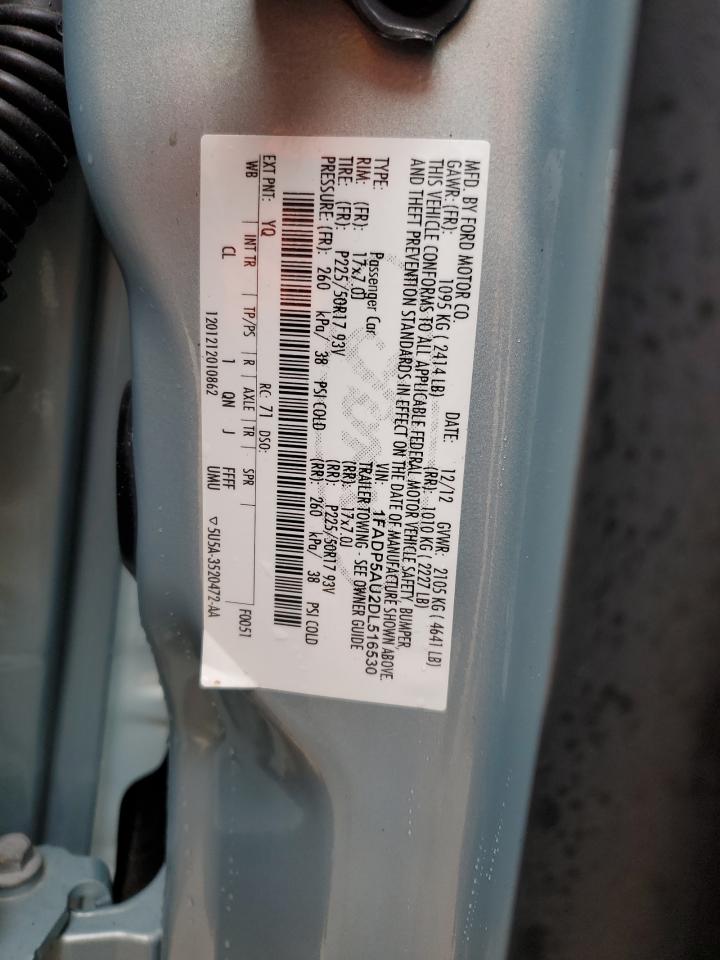 MFD. BY FORD MOTOR CO.
DATE: 12/12 GVWR: 2105 KG ( 4641 LB)
GAWR: (FR): 1095 KG ( 2414 LB) (RR): 1010 KG ( 2227 LB)
THIS VEHICLE CONFORMS TO ALL APPLICABLE FEDERAL MOTOR VEHICLE SAFETY, BUMPER,
AND THEFT PREVENTION STANDARDS IN EFFECT ON THE DATE OF MANUFACTURE SHOWN ABOVE.
VIN: 1FADP5AU2DL516530
TYPE: Passenger Car TRAILER TOWING - SEE OWNER GUIDE
RIM: (FR): 17x7.0J (RR): 17x7.0J
TIRE: (FR): P225/50R17 93V (RR): P225/50R17 93V
PRESSURE: (FR): 260 kPa/ 38 PSI COLD (RR): 260 kPa/ 38 PSI COLD
EXT PNT: YQ RC: 71 DSO: F0051
WB INT TR TP/PS R AXLE TR SPR
CL 1 QN J FFFF
UMU
1201212010862 5U5A-3520472-AA